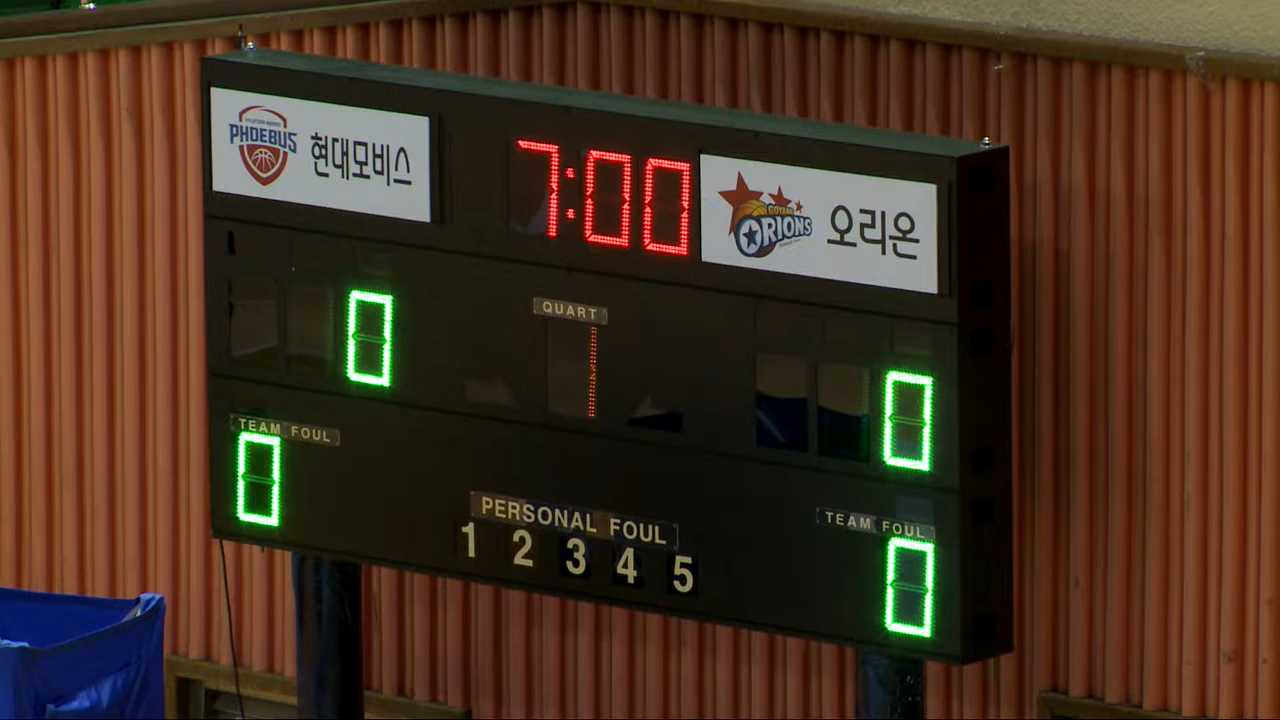 PHOEBUS
현대모비스
7:00
GOYANG
ORIONS
오리온
QUART
0
1
0
TEAM FOUL
0
PERSONAL FOUL
1 2 3 4 5
TEAM FOUL
0